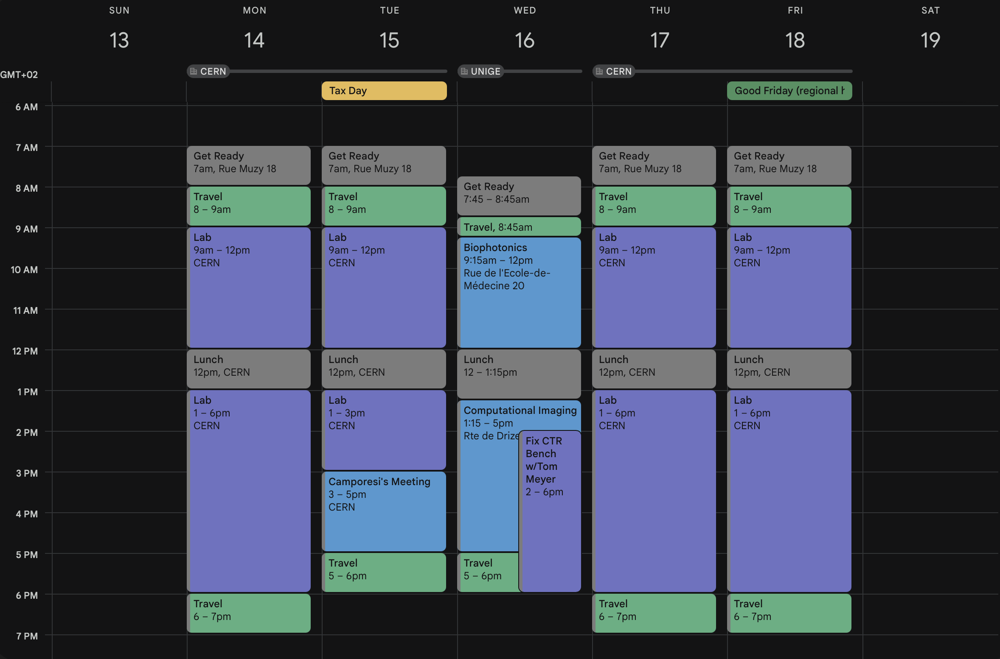 SUN
MON
TUE
WED
THU
FRI
SAT
13
14
15
16
17
18
19
GMT+02
CERN
UNIGE
CERN
Tax Day
Good Friday (regional h
6 AM
7 AM
8 AM
9 AM
10 AM
11 AM
12 PM
1 PM
2 PM
3 PM
4 PM
5 PM
6 PM
7 PM
Get Ready
7am, Rue Muzy 18
Travel
8 – 9am
Lab
9am – 12pm
CERN
Lunch
12pm, CERN
Lab
1 – 6pm
CERN
Travel
6 – 7pm
Get Ready
7am, Rue Muzy 18
Travel
8 – 9am
Lab
9am – 12pm
CERN
Lunch
12pm, CERN
Lab
1 – 3pm
CERN
Camporesi's Meeting
3 – 5pm
CERN
Travel
5 – 6pm
Get Ready
7:45 – 8:45am
Travel, 8:45am
Biophotonics
9:15am – 12pm
Rue de l'Ecole-de-
Médecine 20
Lunch
12 – 1:15pm
Computational Imaging
1:15 – 5pm
Rte de Drize
Fix CTR
Bench
w/Tom
Meyer
2 – 6pm
Travel
5 – 6pm
Get Ready
7am, Rue Muzy 18
Travel
8 – 9am
Lab
9am – 12pm
CERN
Lunch
12pm, CERN
Lab
1 – 6pm
CERN
Travel
6 – 7pm
Get Ready
7am, Rue Muzy 18
Travel
8 – 9am
Lab
9am – 12pm
CERN
Lunch
12pm, CERN
Lab
1 – 6pm
CERN
Travel
6 – 7pm